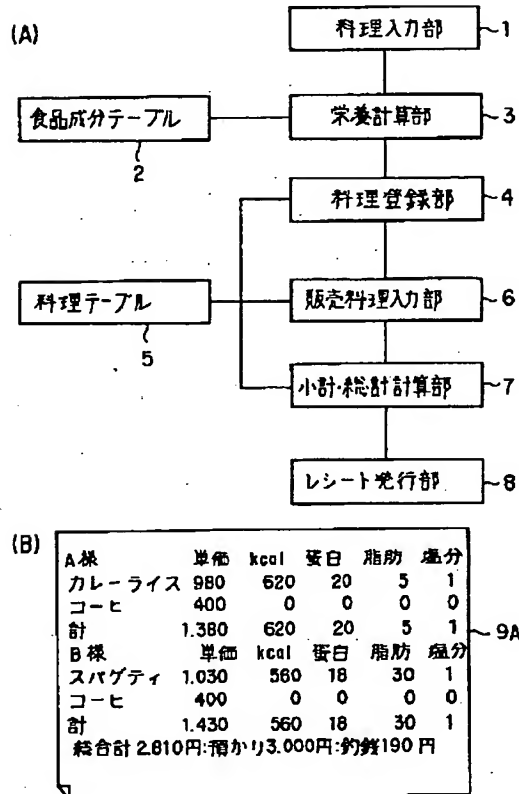 (A)
料理入力部 1
食品成分テーブル 2
栄養計算部 3
料理登録部 4
料理テーブル 5
販売料理入力部 6
小計・総計計算部 7
レシート発行部 8
(B)
A様 単価 kcal 蛋白 脂肪 塩分
カレーライス 980 620 20 5 1
コーヒ 400 0 0 0 0
計 1.380 620 20 5 1
9A
B様 単価 kcal 蛋白 脂肪 塩分
スパゲティ 1.030 560 18 30 1
コーヒ 400 0 0 0 0
計 1.430 560 18 30 1
総合計 2.810円:預かり3.000円:釣銭190円